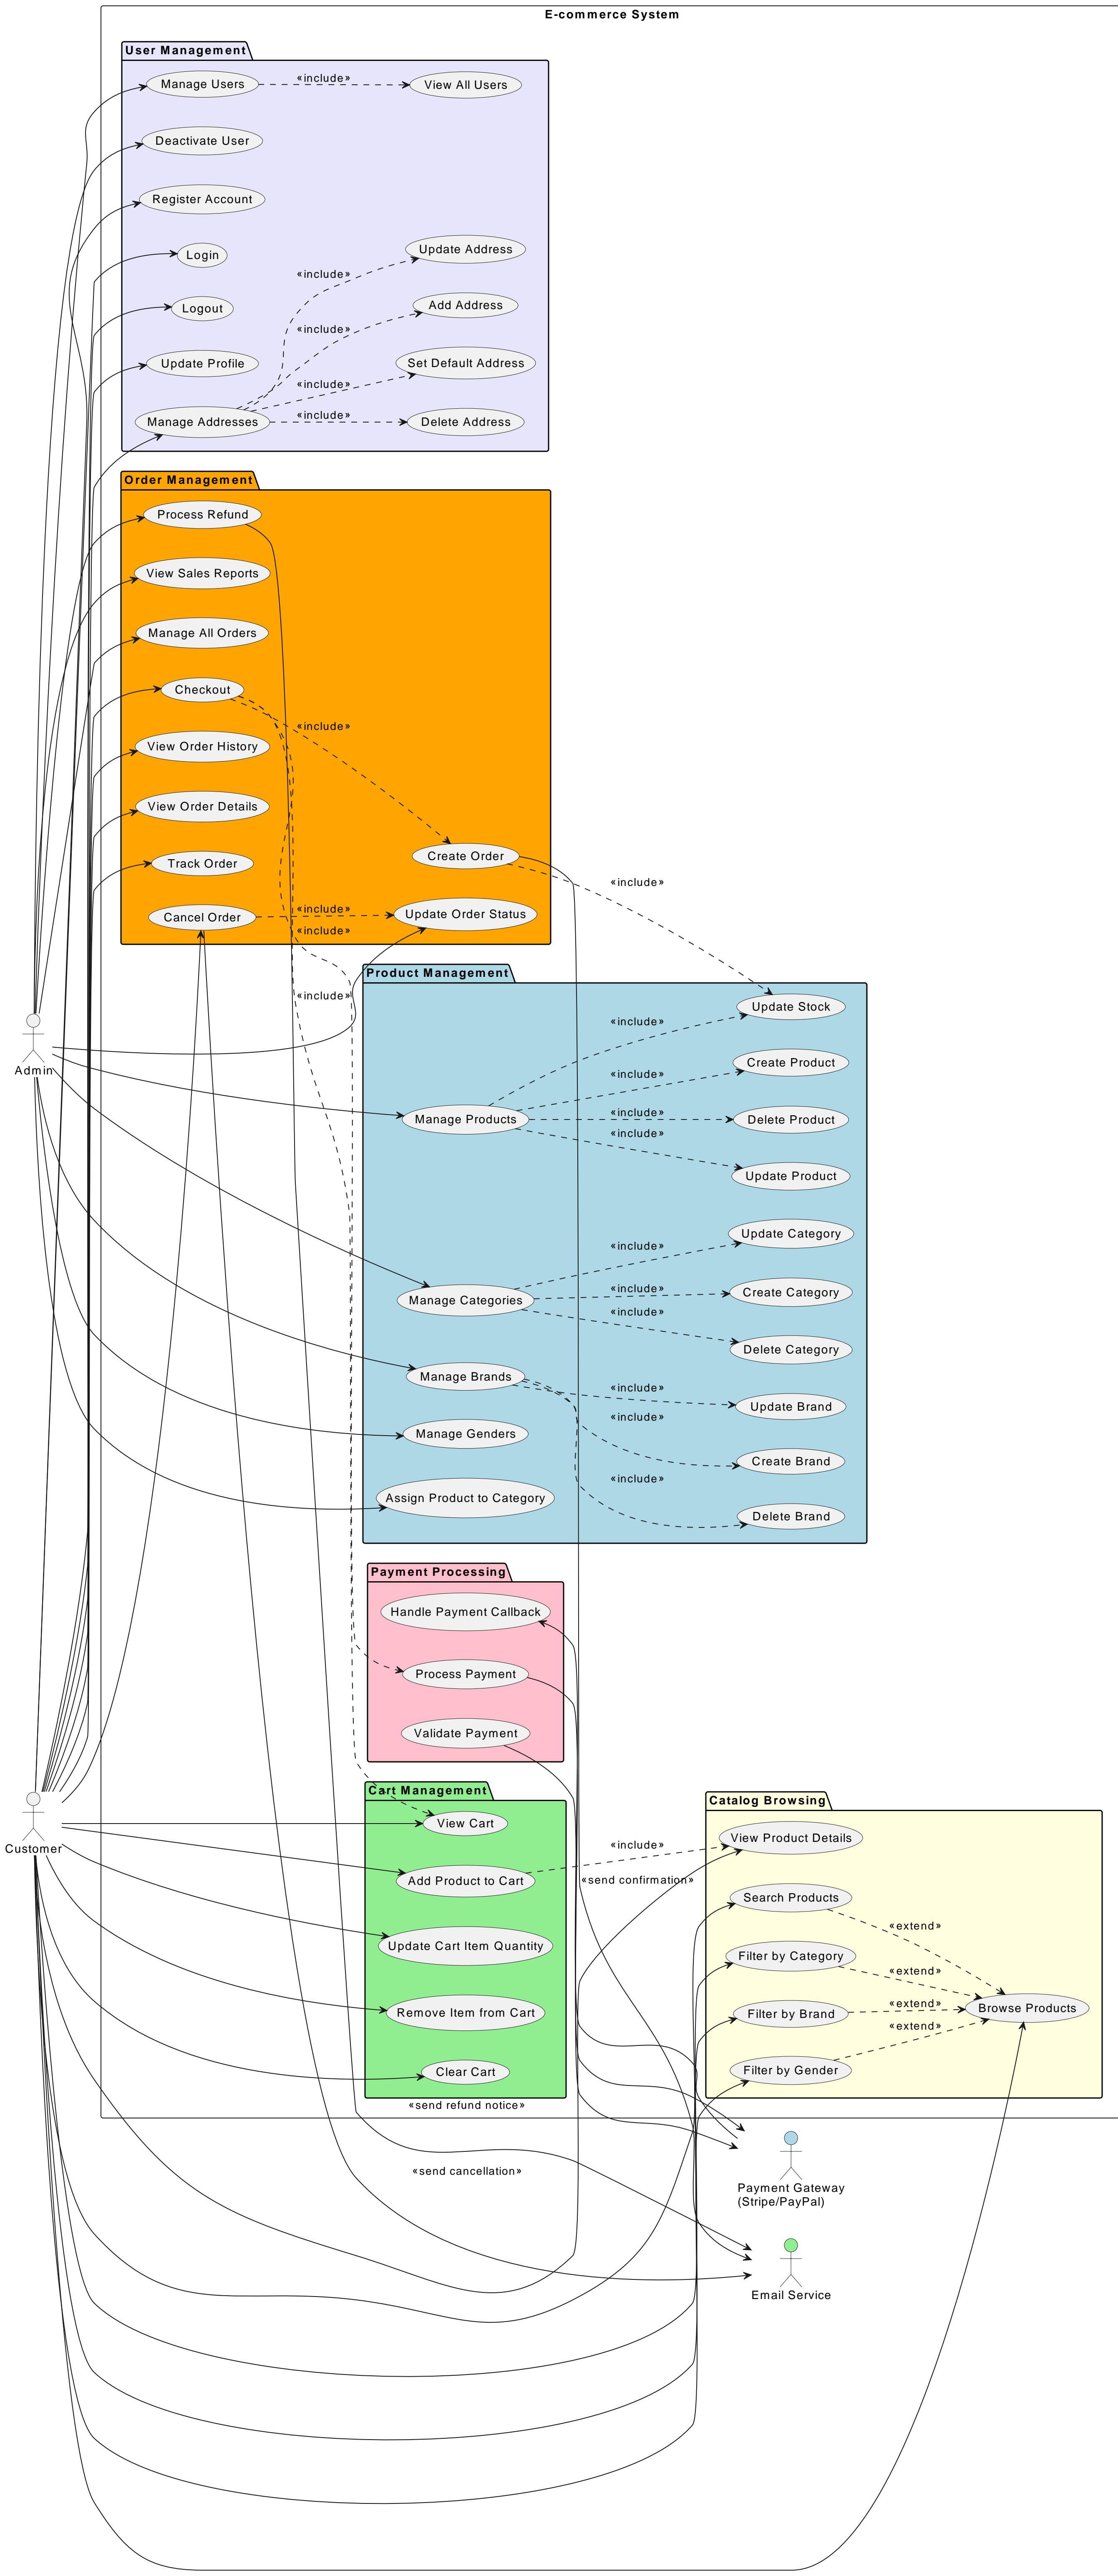 E-commerce System
User Management
Manage Users
«include»
View All Users
Deactivate User
Register Account
Login
Logout
Update Profile
Manage Addresses
«include»
Update Address
«include»
Add Address
«include»
Set Default Address
«include»
Delete Address
Order Management
Process Refund
View Sales Reports
Manage All Orders
Checkout
«include»
View Order History
View Order Details
Create Order
Track Order
«include»
Cancel Order
«include»
Update Order Status
«include»
«include»
Product Management
Update Stock
«include»
Create Product
«include»
Manage Products
«include»
Delete Product
«include»
Update Product
Update Category
«include»
Manage Categories
«include»
Create Category
«include»
Delete Category
Manage Brands
«include»
Update Brand
«include»
Manage Genders
Create Brand
«include»
Assign Product to Category
Delete Brand
Admin
Payment Processing
Handle Payment Callback
Process Payment
Validate Payment
Customer
Cart Management
View Cart
Add Product to Cart
«include»
«send confirmation»
Update Cart Item Quantity
Remove Item from Cart
Clear Cart
«send refund notice»
«send cancellation»
Catalog Browsing
View Product Details
Search Products
«extend»
Filter by Category
«extend»
Filter by Brand
«extend»
Browse Products
«extend»
Filter by Gender
Payment Gateway
(Stripe/PayPal)
Email Service